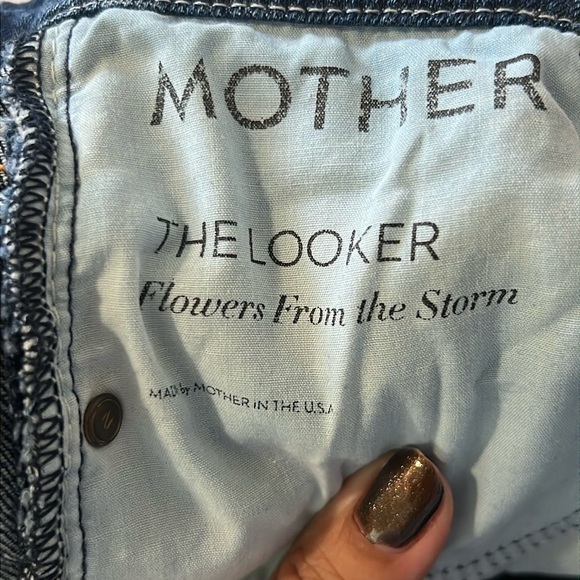 MOTHER
THE LOOKER
Flowers From the Storm
MADE by MOTHER IN THE U.S.A